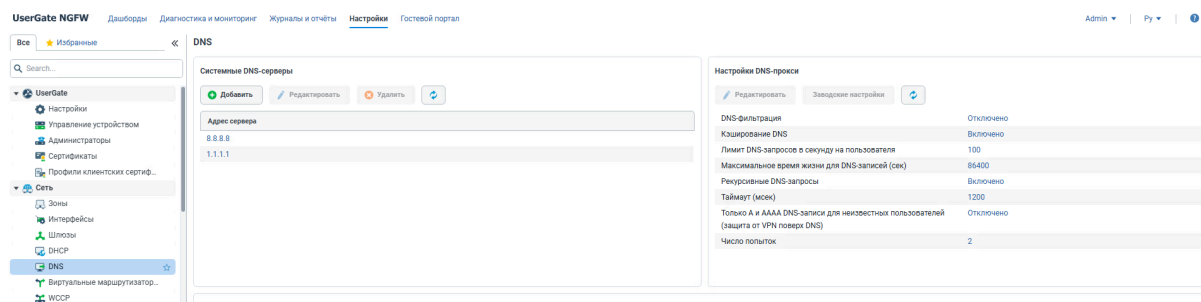 UserGate NGFW Дашборды Диагностика и мониторинг Журналы и отчёты Настройки Гостевой портал Admin Ру
Все Избранные
Search...
UserGate
Настройки
Управление устройством
Администраторы
Сертификаты
Профили клиентских сертиф...
Сеть
Зоны
Интерфейсы
Шлюзы
DHCP
DNS
Виртуальные маршрутизатор...
WCCP
DNS
Системные DNS-серверы
Добавить Редактировать Удалить
Адрес сервера
8.8.8.8
1.1.1.1
Настройки DNS-прокси
Редактировать Заводские настройки
DNS-фильтрация Отключено
Кэширование DNS Включено
Лимит DNS-запросов в секунду на пользователя 100
Максимальное время жизни для DNS-записей (сек) 86400
Рекурсивные DNS-запросы Включено
Таймаут (мсек) 1200
Только A и AAAA DNS-записи для неизвестных пользователей Отключено
(защита от VPN поверх DNS)
Число попыток 2